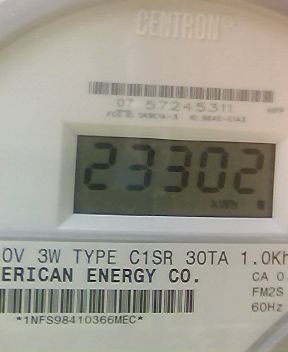 CENTRON®
07 57245311
23302
kWh
0V 3W TYPE C1SR 30TA 1.0Kh
ERICAN ENERGY CO.
CA 0.
FM2S
60Hz
*1NFS98410366MEC*